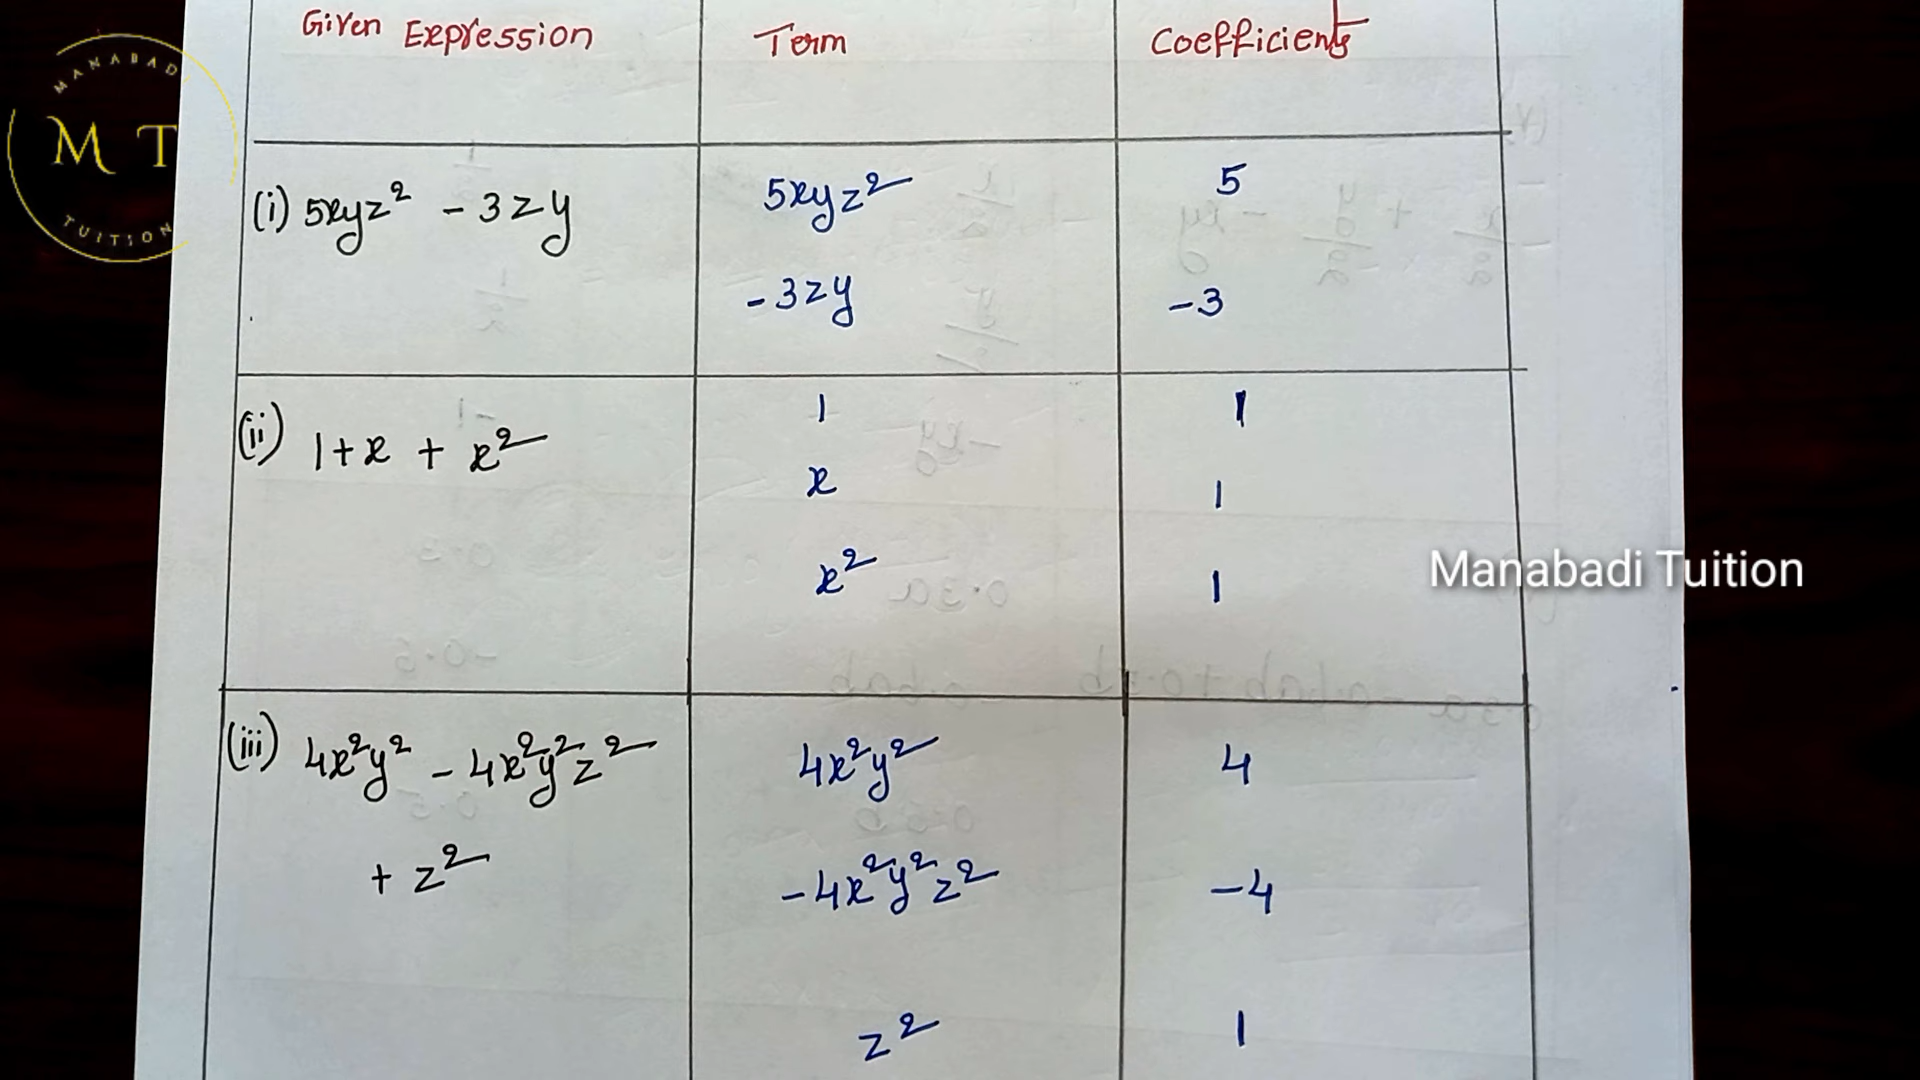 MANABADI
M T
TUITION
Given Expression Term Coefficient
(i) 5xyz² - 3zy 5xyz² 5
-3zy -3
(ii) 1 + x + x² 1 1
x 1
x² 1
Manabadi Tuition
(iii) 4x²y² - 4x²y²z² 4x²y² 4
+ z² -4x²y²z² -4
z² 1